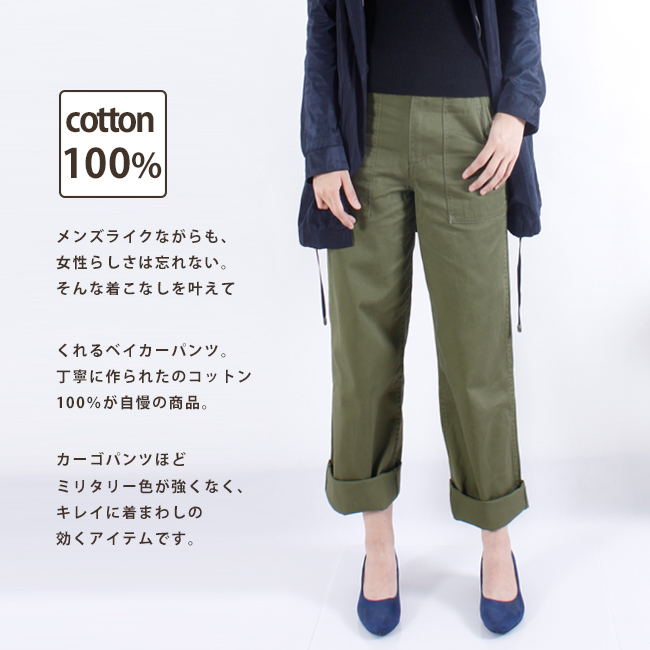 cotton
100%
メンズライクながらも、
女性らしさは忘れない。
そんな着こなしを叶えて
くれるベイカーパンツ。
丁寧に作られたのコットン
100%が自慢の商品。
カーゴパンツほど
ミリタリー色が強くなく、
キレイに着まわしの
効くアイテムです。